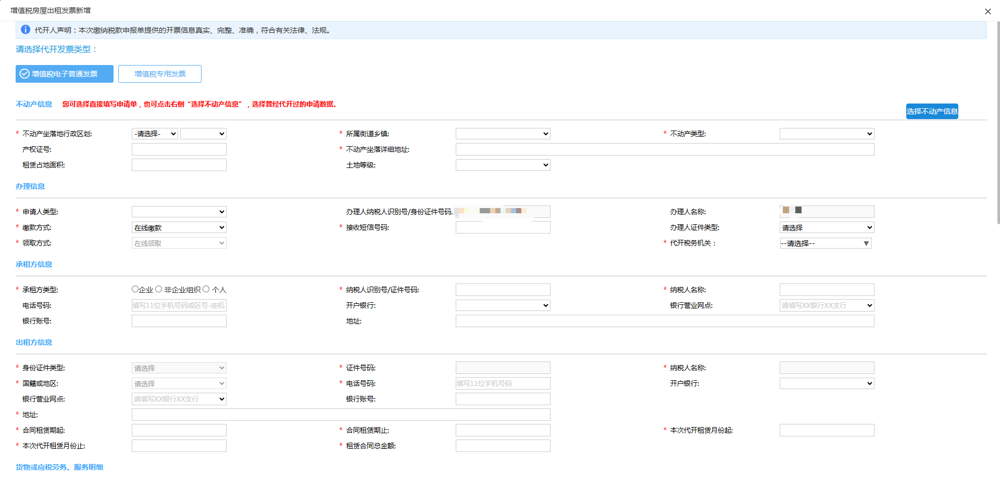 增值税房屋出租发票新增
代开人声明：本次缴纳税款申报单提供的开票信息真实、完整、准确，符合有关法律、法规。
请选择代开发票类型：
增值税电子普通发票 增值税专用发票
不动产信息 您可选择直接填写申请单，也可点击右侧“选择不动产信息”，选择曾经代开过的申请数据。
选择不动产信息
* 不动产坐落地行政区划: -请选择- * 所属街道乡镇: * 不动产类型:
产权证号: * 不动产坐落详细地址:
租赁占地面积: 土地等级:
办理信息
* 申请人类型: 办理人纳税人识别号/身份证件号码: 办理人名称:
* 缴款方式: 在线缴款 * 接收短信号码: 办理人证件类型: 请选择
* 领取方式: 在线领取 * 代开税务机关： --请选择--
承租方信息
* 承租方类型: 企业 非企业组织 个人 * 纳税人识别号/证件号码: * 纳税人名称:
电话号码: 填写11位手机号码或区号-座机 开户银行: 银行营业网点: 请填写XX银行XX支行
银行账号: 地址:
出租方信息
* 身份证件类型: 请选择 * 证件号码: * 纳税人名称:
* 国籍或地区: 请选择 * 电话号码: 填写11位手机号码 开户银行:
银行营业网点: 请填写XX银行XX支行 银行账号:
* 地址:
* 合同租赁期起: * 合同租赁期止: * 本次代开租赁月份起:
* 本次代开租赁月份止: * 租赁合同总金额:
货物或应税劳务、服务明细